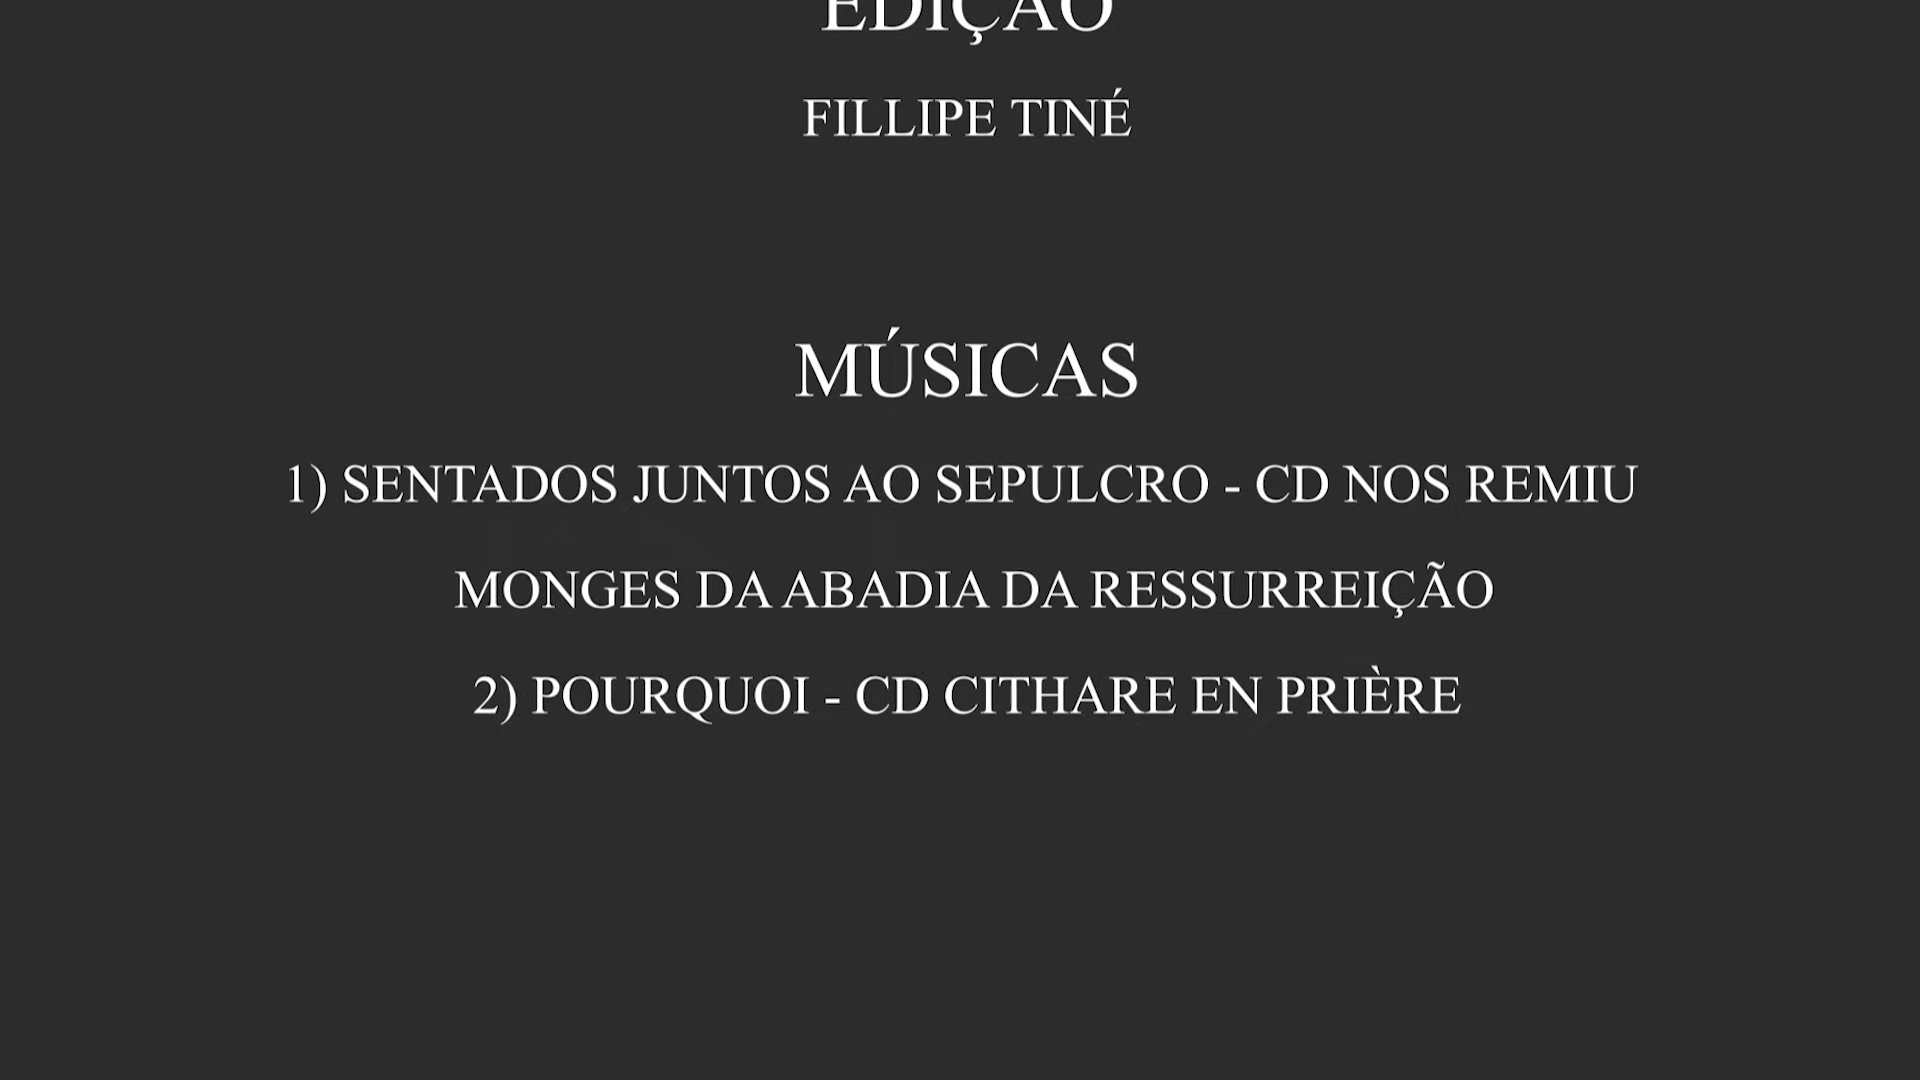 EDIÇÃO
FILLIPE TINÉ
MÚSICAS
1) SENTADOS JUNTOS AO SEPULCRO - CD NOS REMIU
MONGES DA ABADIA DA RESSURREIÇÃO
2) POURQUOI - CD CITHARE EN PRIÈRE